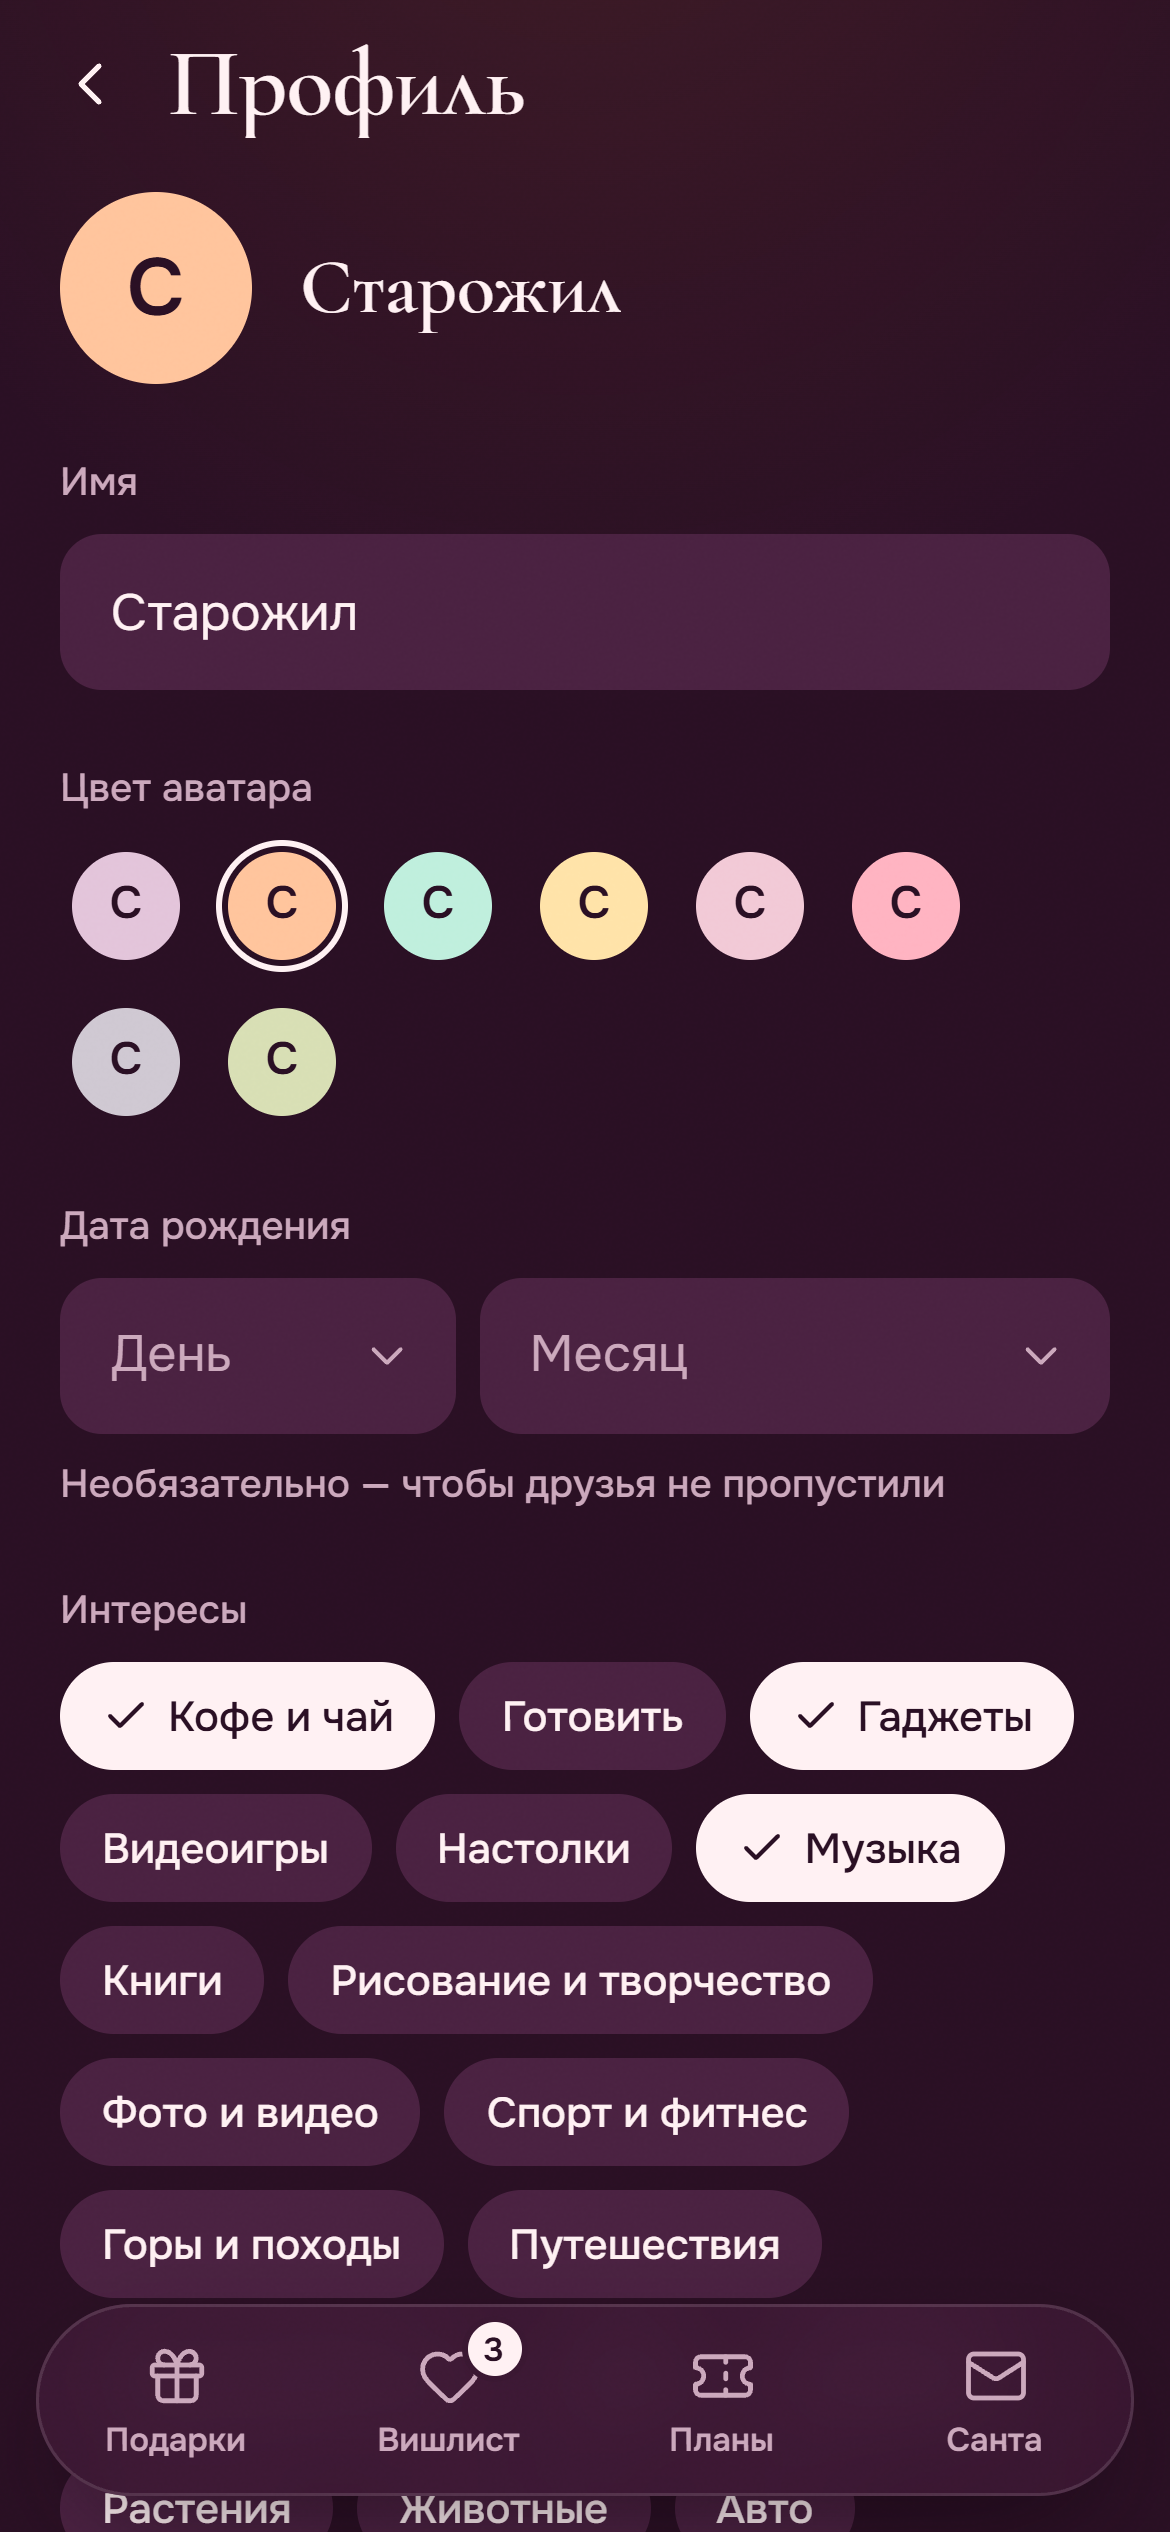 Профиль
С Старожил
Имя
Старожил
Цвет аватара
С С С С С С
С С
Дата рождения
День Месяц
Необязательно — чтобы друзья не пропустили
Интересы
Кофе и чай Готовить Гаджеты
Видеоигры Настолки Музыка
Книги Рисование и творчество
Фото и видео Спорт и фитнес
Горы и походы Путешествия
3
Подарки Вишлист Планы Санта
Растения Животные Авто